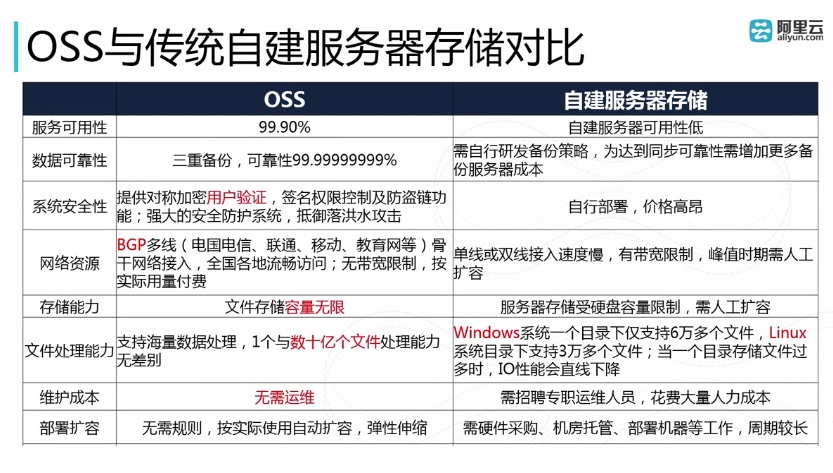 OSS与传统自建服务器存储对比
阿里云
aliyun.com
OSS
自建服务器存储
服务可用性
99.90%
自建服务器可用性低
数据可靠性
三重备份，可靠性99.99999999%
需自行研发备份策略，为达到同步可靠性需增加更多备
份服务器成本
系统安全性
提供对称加密用户验证，签名权限控制及防盗链功
能；强大的安全防护系统，抵御落洪水攻击
自行部署，价格高昂
网络资源
BGP多线（电国电信、联通、移动、教育网等）骨
干网络接入，全国各地流畅访问；无带宽限制，按
实际用量付费
单线或双线接入速度慢，有带宽限制，峰值时期需人工
扩容
存储能力
文件存储容量无限
服务器存储受硬盘容量限制，需人工扩容
文件处理能力
支持海量数据处理，1个与数十亿个文件处理能力
无差别
Windows系统一个目录下仅支持6万多个文件，Linux
系统目录下支持3万多个文件；当一个目录存储文件过
多时，IO性能会直线下降
维护成本
无需运维
需招聘专职运维人员，花费大量人力成本
部署扩容
无需规则，按实际使用自动扩容，弹性伸缩
需硬件采购、机房托管、部署机器等工作，周期较长